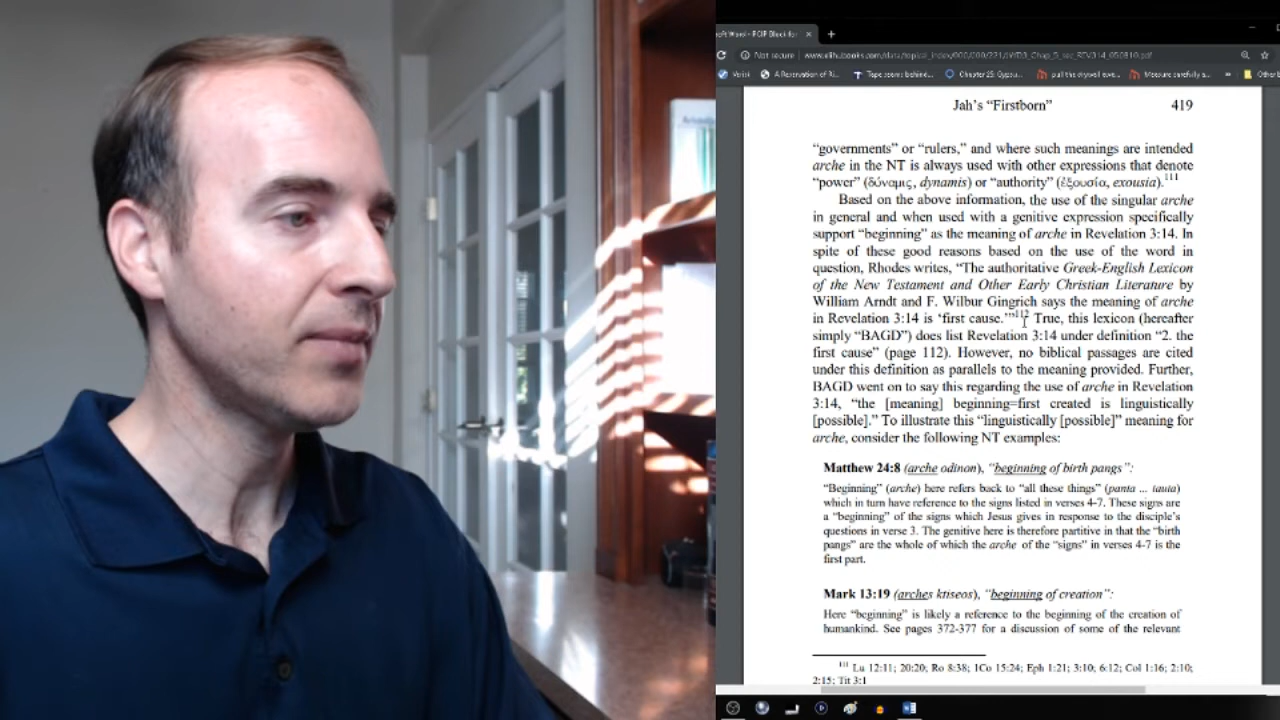 Not secure
Jah's "Firstborn" 419
"governments" or "rulers," and where such meanings are intended
arche in the NT is always used with other expressions that denote
"power" (δύναμις, dynamis) or "authority" (ἐξουσία, exousia).111
Based on the above information, the use of the singular arche
in general and when used with a genitive expression specifically
support "beginning" as the meaning of arche in Revelation 3:14. In
spite of these good reasons based on the use of the word in
question, Rhodes writes, "The authoritative Greek-English Lexicon
of the New Testament and Other Early Christian Literature by
William Arndt and F. Wilbur Gingrich says the meaning of arche
in Revelation 3:14 is 'first cause.'"112 True, this lexicon (hereafter
simply "BAGD") does list Revelation 3:14 under definition "2. the
first cause" (page 112). However, no biblical passages are cited
under this definition as parallels to the meaning provided. Further,
BAGD went on to say this regarding the use of arche in Revelation
3:14, "the [meaning] beginning=first created is linguistically
[possible]." To illustrate this "linguistically [possible]" meaning for
arche, consider the following NT examples:
Matthew 24:8 (arche odinon), "beginning of birth pangs":
"Beginning" (arche) here refers back to "all these things" (panta ... tauta)
which in turn have reference to the signs listed in verses 4-7. These signs are
a "beginning" of the signs which Jesus gives in response to the disciple's
questions in verse 3. The genitive here is therefore partitive in that the "birth
pangs" are the whole of which the arche of the "signs" in verses 4-7 is the
first part.
Mark 13:19 (arches ktiseos), "beginning of creation":
Here "beginning" is likely a reference to the beginning of the creation of
humankind. See pages 372-377 for a discussion of some of the relevant
111 Lu 12:11; 20:20; Ro 8:38; 1Co 15:24; Eph 1:21; 3:10; 6:12; Col 1:16; 2:10;
2:15; Tit 3:1